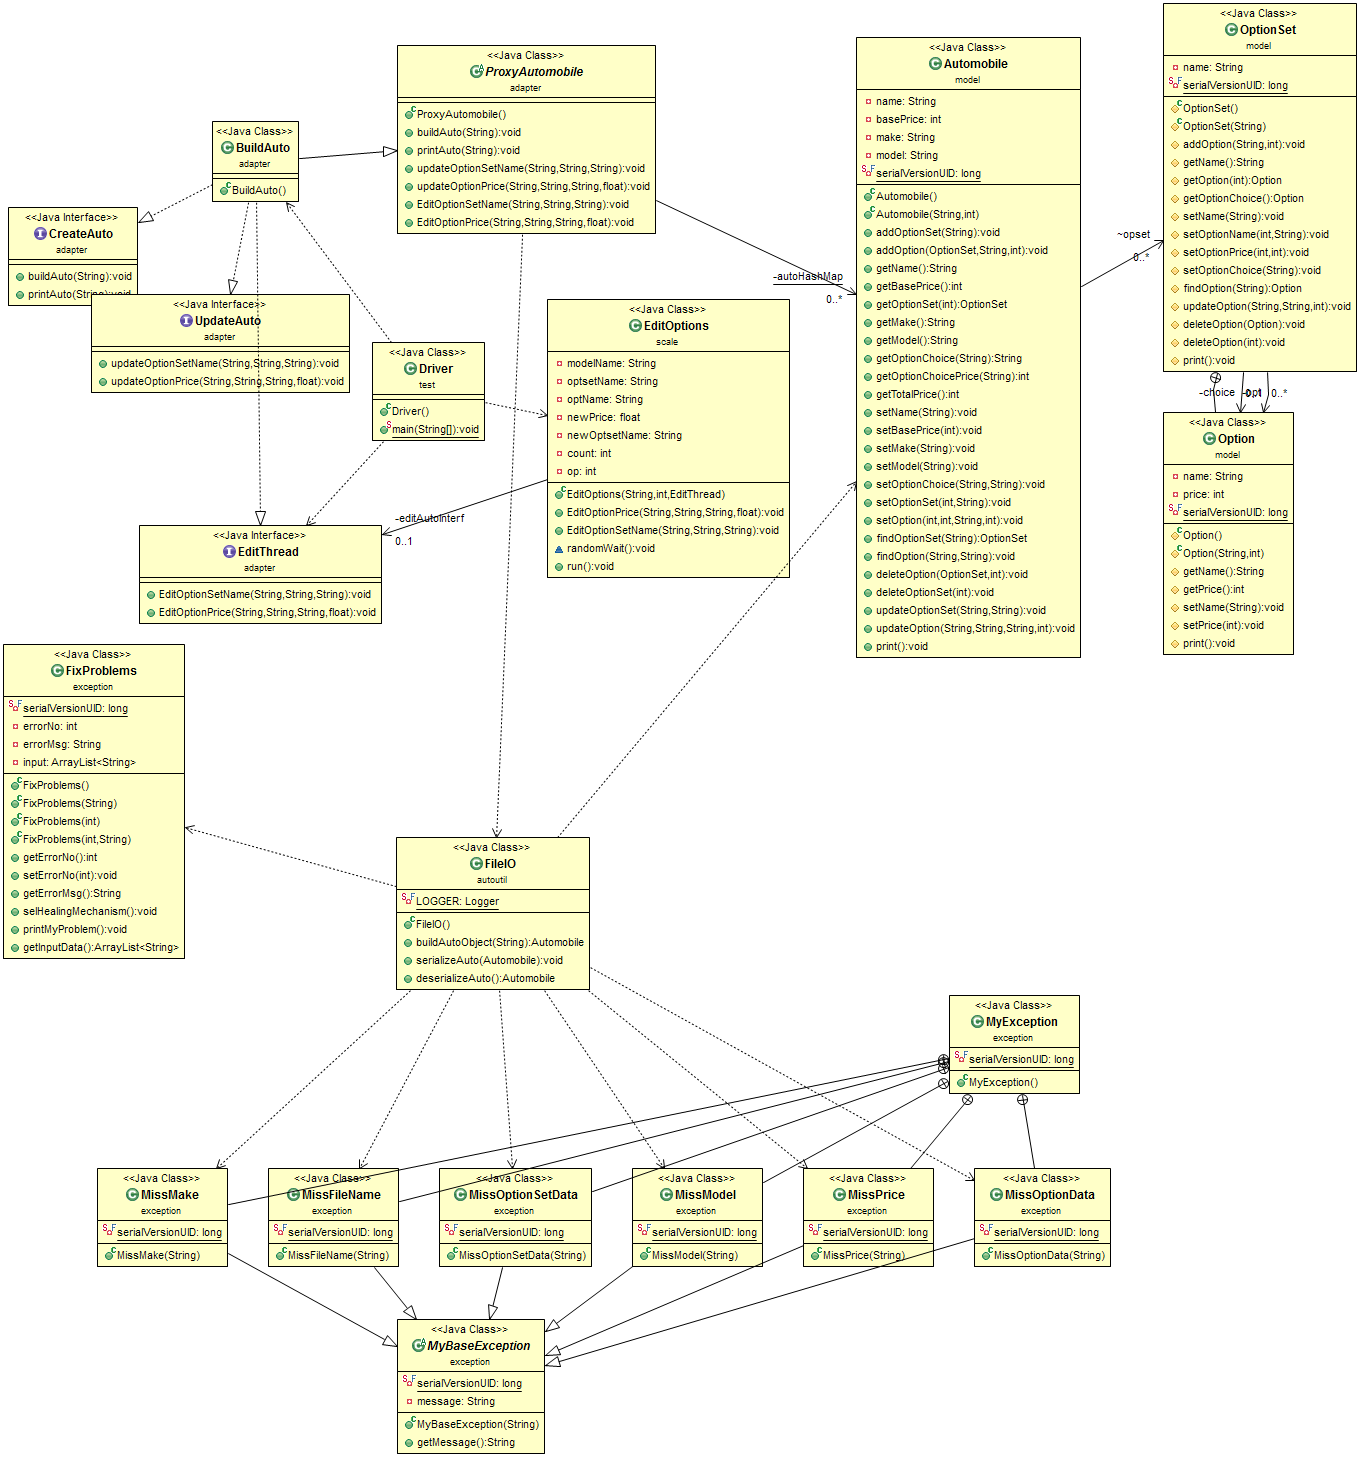 <<Java Class>>
OptionSet
model
name: String
serialVersionUID: long
OptionSet()
OptionSet(String)
addOption(String,int):void
getName():String
getOption(int):Option
getOptionChoice():Option
setName(String):void
setOptionName(int,String):void
setOptionPrice(int,int):void
setOptionChoice(String):void
findOption(String):Option
updateOption(String,String,int):void
deleteOption(Option):void
deleteOption(int):void
print():void
<<Java Class>>
Automobile
model
name: String
basePrice: int
make: String
model: String
serialVersionUID: long
Automobile()
Automobile(String,int)
addOptionSet(String):void
addOption(OptionSet,String,int):void
getName():String
getBasePrice():int
getOptionSet(int):OptionSet
getMake():String
getModel():String
getOptionChoice(String):String
getOptionChoicePrice(String):int
getTotalPrice():int
setName(String):void
setBasePrice(int):void
setMake(String):void
setModel(String):void
setOptionChoice(String,String):void
setOptionSet(int,String):void
setOption(int,int,String,int):void
findOptionSet(String):OptionSet
findOption(String,String):void
deleteOption(OptionSet,int):void
deleteOptionSet(int):void
updateOptionSet(String,String):void
updateOption(String,String,String,int):void
print():void
~opset
0..*
<<Java Class>>
ProxyAutomobile
adapter
ProxyAutomobile()
buildAuto(String):void
printAuto(String):void
updateOptionSetName(String,String,String):void
updateOptionPrice(String,String,String,float):void
EditOptionSetName(String,String,String):void
EditOptionPrice(String,String,String,float):void
-autoHashMap
0..*
<<Java Class>>
BuildAuto
adapter
BuildAuto()
<<Java Interface>>
CreateAuto
adapter
buildAuto(String):void
printAuto(String):void
<<Java Interface>>
UpdateAuto
adapter
updateOptionSetName(String,String,String):void
updateOptionPrice(String,String,String,float):void
<<Java Class>>
Driver
test
Driver()
main(String[]):void
<<Java Class>>
EditOptions
scale
modelName: String
optsetName: String
optName: String
newPrice: float
newOptsetName: String
count: int
op: int
EditOptions(String,int,EditThread)
EditOptionPrice(String,String,String,float):void
EditOptionSetName(String,String,String):void
randomWait():void
run():void
-editAutoInterf
0..1
-choice
0..1
0..*
<<Java Class>>
Option
model
name: String
price: int
serialVersionUID: long
Option()
Option(String,int)
getName():String
getPrice():int
setName(String):void
setPrice(int):void
print():void
<<Java Interface>>
EditThread
adapter
EditOptionSetName(String,String,String):void
EditOptionPrice(String,String,String,float):void
<<Java Class>>
FixProblems
exception
serialVersionUID: long
errorNo: int
errorMsg: String
input: ArrayList<String>
FixProblems()
FixProblems(String)
FixProblems(int)
FixProblems(int,String)
getErrorNo():int
setErrorNo(int):void
getErrorMsg():String
selHealingMechanism():void
printMyProblem():void
getInputData():ArrayList<String>
<<Java Class>>
FileIO
autoutil
LOGGER: Logger
FileIO()
buildAutoObject(String):Automobile
serializeAuto(Automobile):void
deserializeAuto():Automobile
<<Java Class>>
MyException
exception
serialVersionUID: long
MyException()
<<Java Class>>
MissMake
exception
serialVersionUID: long
MissMake(String)
<<Java Class>>
MissFileName
exception
serialVersionUID: long
MissFileName(String)
<<Java Class>>
MissOptionSetData
exception
serialVersionUID: long
MissOptionSetData(String)
<<Java Class>>
MissModel
exception
serialVersionUID: long
MissModel(String)
<<Java Class>>
MissPrice
exception
serialVersionUID: long
MissPrice(String)
<<Java Class>>
MissOptionData
exception
serialVersionUID: long
MissOptionData(String)
<<Java Class>>
MyBaseException
exception
serialVersionUID: long
message: String
MyBaseException(String)
getMessage():String